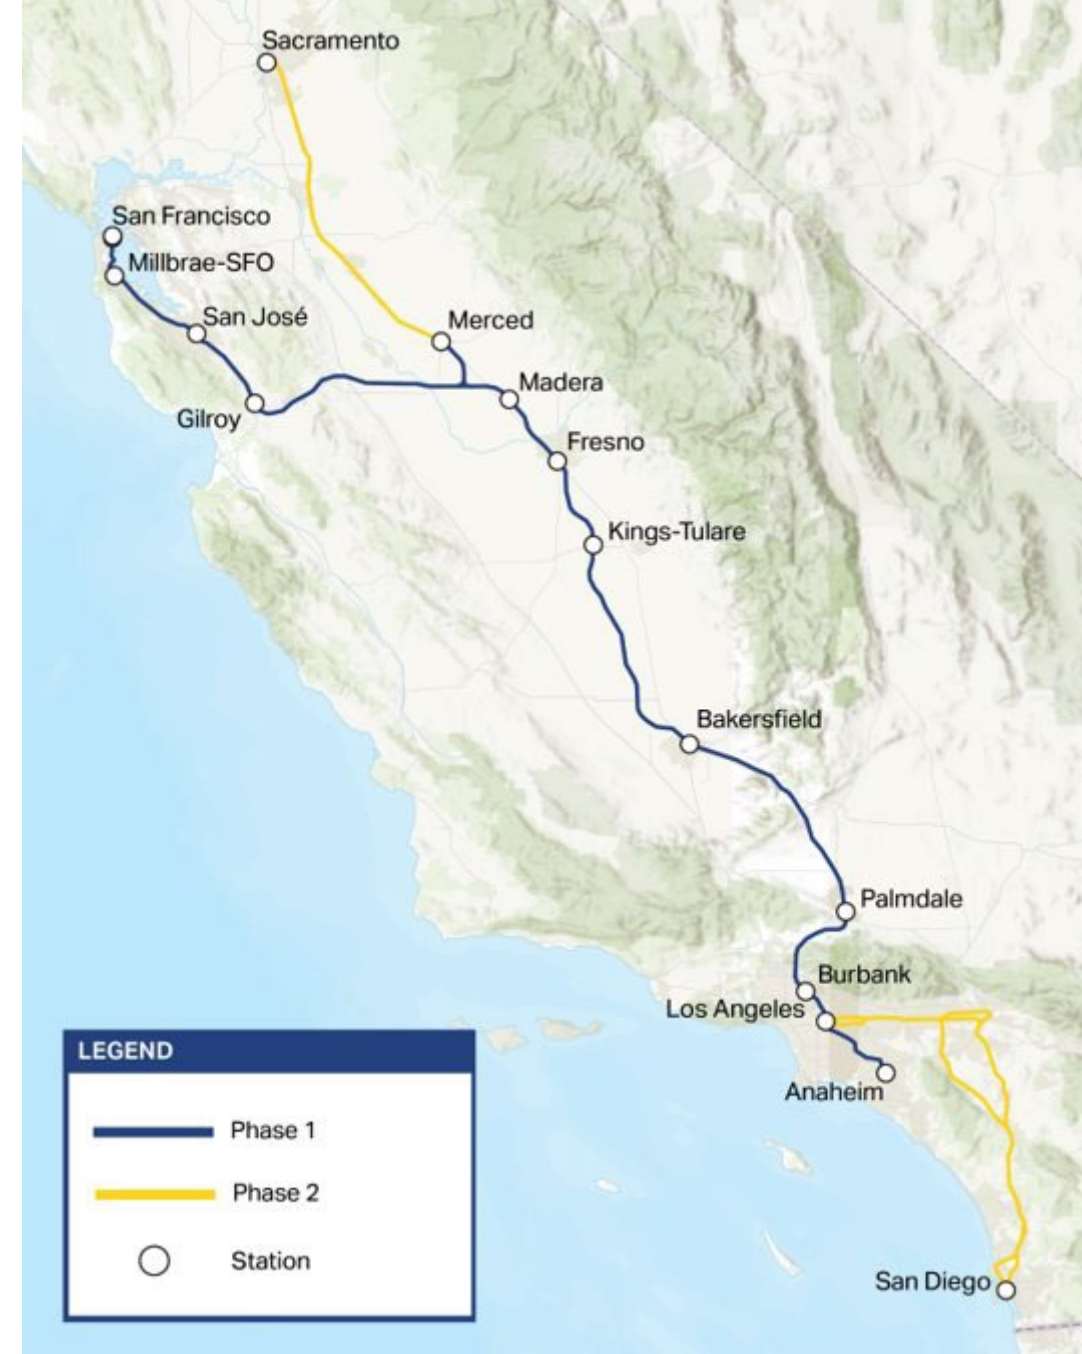 Sacramento
San Francisco
Millbrae-SFO
San José
Merced
Madera
Gilroy
Fresno
Kings-Tulare
Bakersfield
Palmdale
Burbank
Los Angeles
Anaheim
San Diego
LEGEND
Phase 1
Phase 2
Station